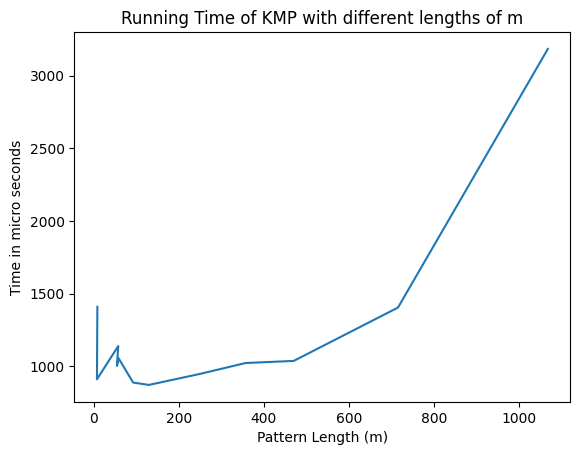 Running Time of KMP with different lengths of m
Time in micro seconds
3000
2500
2000
1500
1000
0 200 400 600 800 1000
Pattern Length (m)